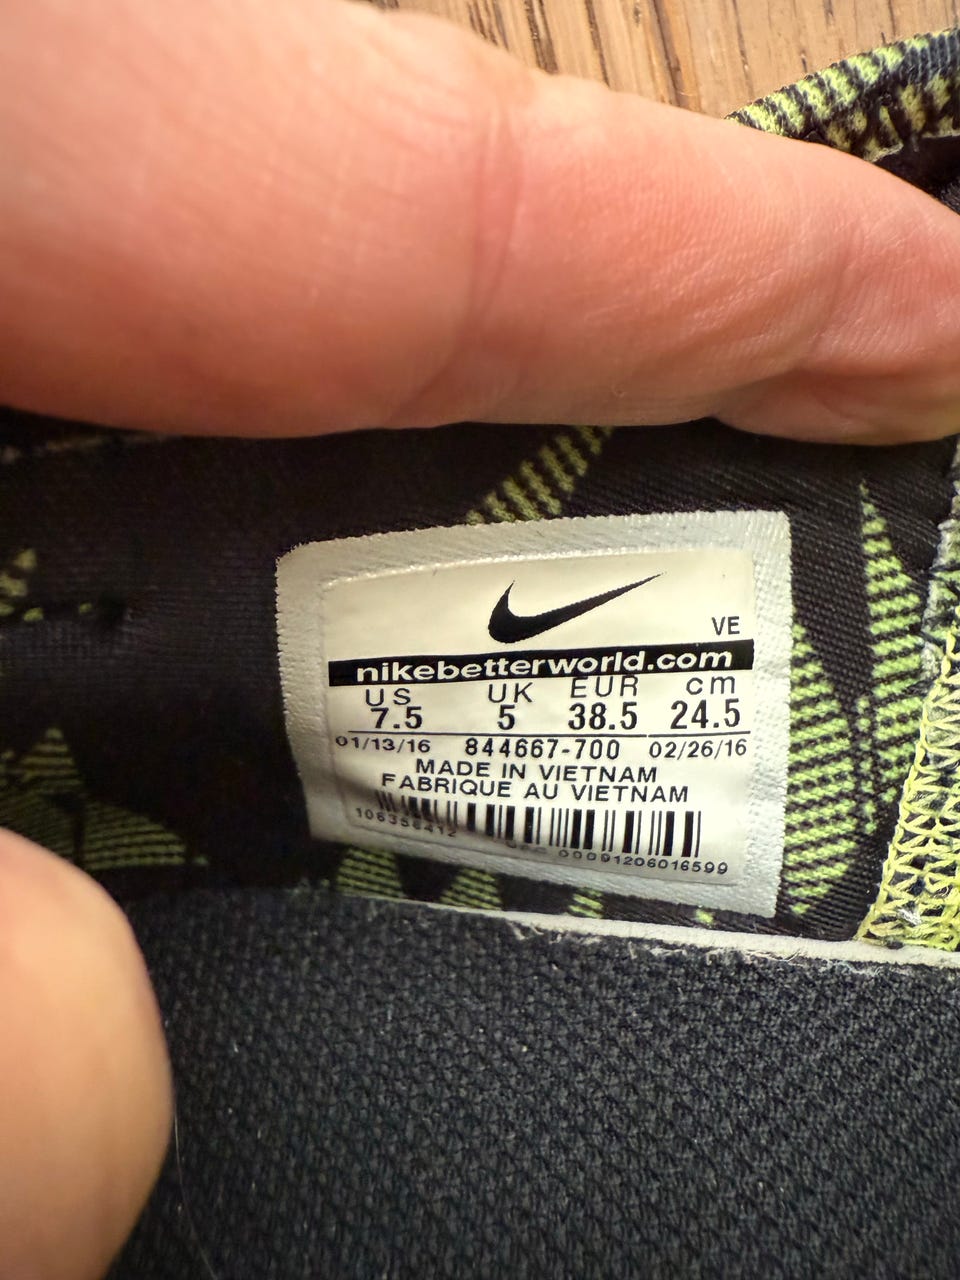 VE
nikebetterworld.com
US UK EUR cm
7.5 5 38.5 24.5
01/13/16 844667-700 02/26/16
MADE IN VIETNAM
FABRIQUE AU VIETNAM
00091206016599